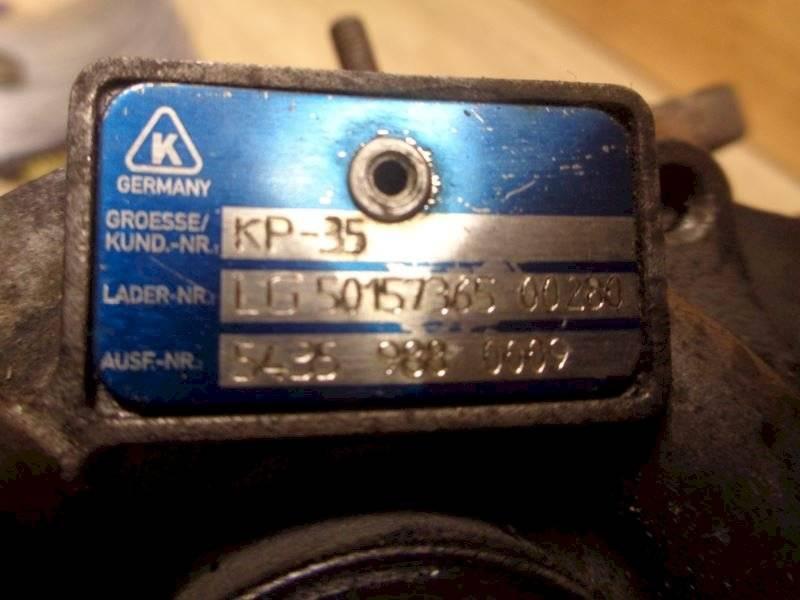 K
GERMANY
GROESSE/
KUND.-NR.: KP-35
LADER-NR.: LG 50157365 00280
AUSF.-NR.: 5435 988 0009